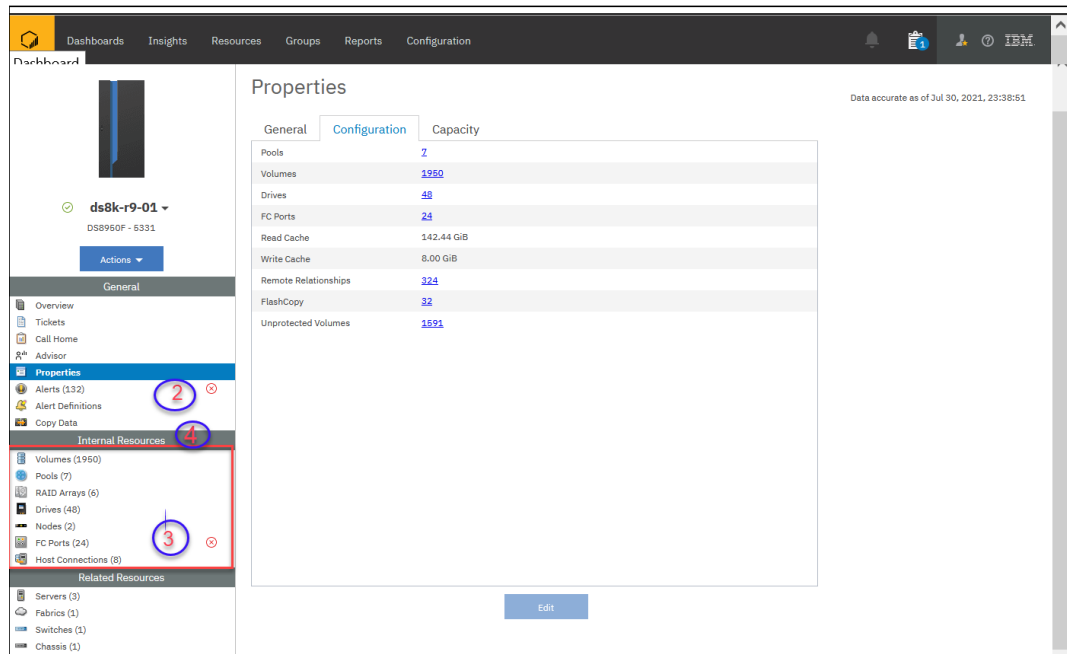 Dashboards Insights Resources Groups Reports Configuration 1 IBM
Dashboard
ds8k-r9-01
DS8950F - 5331
Actions
General
Overview
Tickets
Call Home
Advisor
Properties
Alerts (132)
2
Alert Definitions
Copy Data
Internal Resources
4
Volumes (1950)
Pools (7)
RAID Arrays (6)
Drives (48)
Nodes (2)
FC Ports (24)
3
Host Connections (8)
Related Resources
Servers (3)
Fabrics (1)
Switches (1)
Chassis (1)
Properties
Data accurate as of Jul 30, 2021, 23:38:51
General Configuration Capacity
Pools 7
Volumes 1950
Drives 48
FC Ports 24
Read Cache 142.44 GiB
Write Cache 8.00 GiB
Remote Relationships 324
FlashCopy 32
Unprotected Volumes 1591
Edit